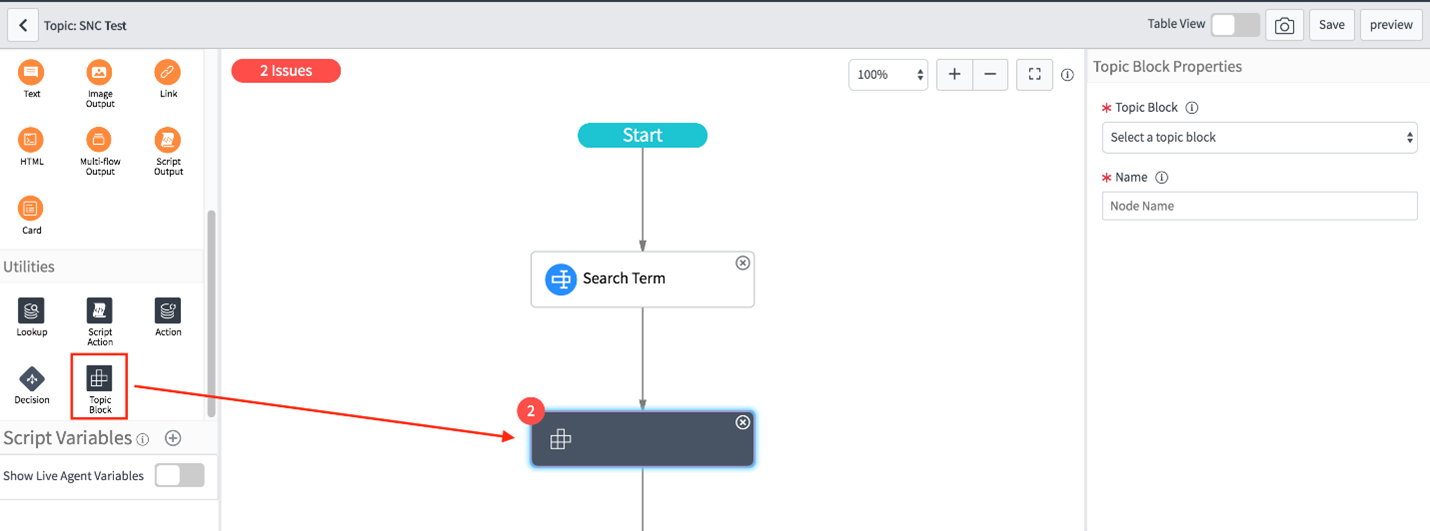 Topic: SNC Test
Table View
Save
preview
Text
Image
Output
Link
HTML
Multi-flow
Output
Script
Output
Card
Utilities
Lookup
Script
Action
Action
Decision
Topic
Block
Script Variables
Show Live Agent Variables
2 Issues
100%
Start
Search Term
2
Topic Block Properties
* Topic Block
Select a topic block
* Name
Node Name